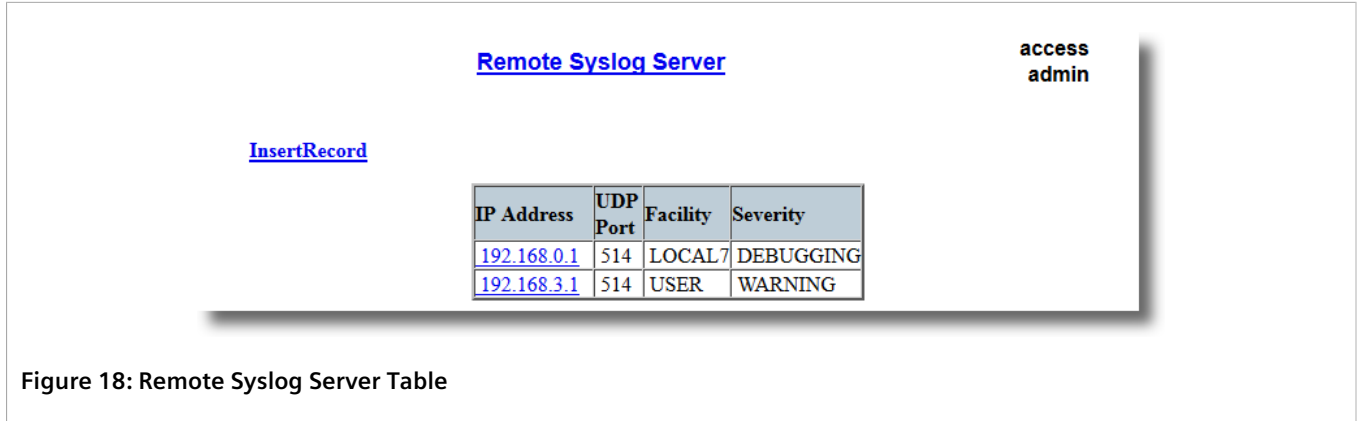 Remote Syslog Server
access
admin
InsertRecord
IP Address UDP Port Facility Severity
192.168.0.1 514 LOCAL7 DEBUGGING
192.168.3.1 514 USER WARNING
Figure 18: Remote Syslog Server Table